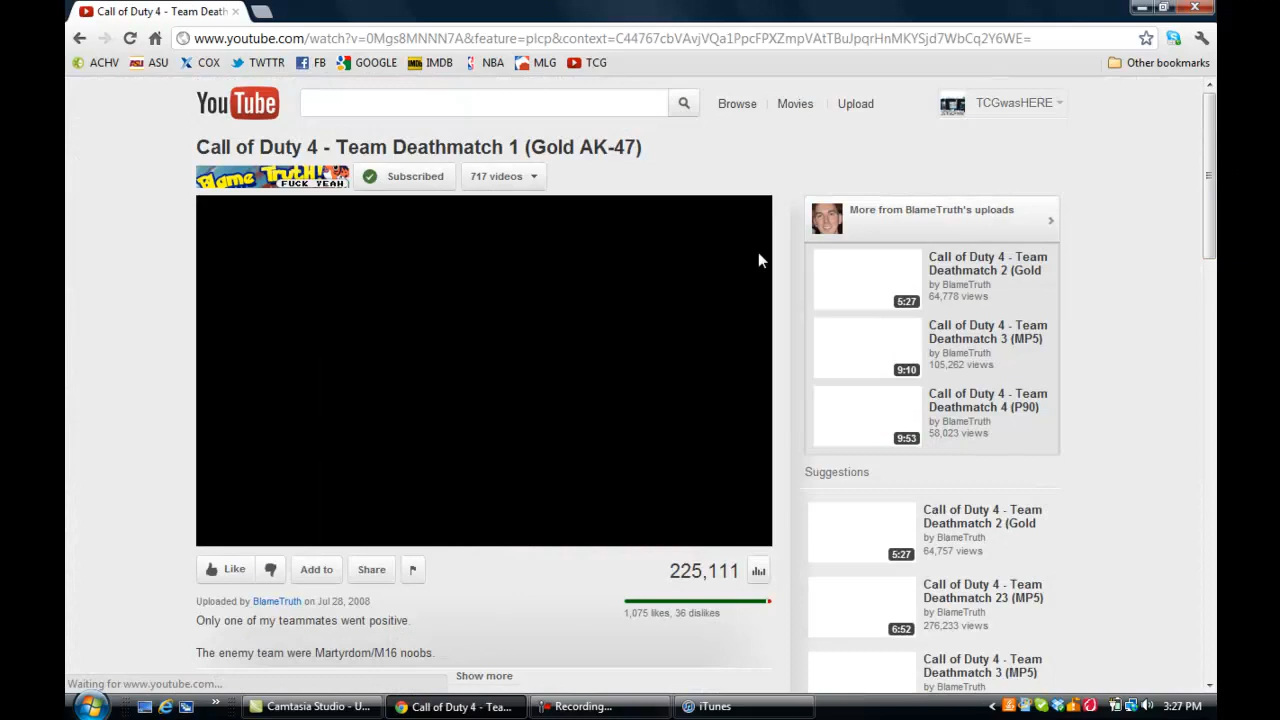 Call of Duty 4 - Team Death
www.youtube.com/watch?v=0Mgs8MNNN7A&feature=plcp&context=C44767cbVAvjVQa1PpcFPXZmpVAtTBuJpqrHnMKYSjd7WbCq2Y6WE=
ACHV ASU COX TWTTR FB GOOGLE IMDB NBA MLG TCG Other bookmarks
YouTube Browse Movies Upload TCGwasHERE
Call of Duty 4 - Team Deathmatch 1 (Gold AK-47)
Blame Truth! FUCK YEAH. Subscribed 717 videos
More from BlameTruth's uploads
Call of Duty 4 - Team
Deathmatch 2 (Gold
by BlameTruth
64,778 views
5:27
Call of Duty 4 - Team
Deathmatch 3 (MP5)
by BlameTruth
105,262 views
9:10
Call of Duty 4 - Team
Deathmatch 4 (P90)
by BlameTruth
58,023 views
9:53
Suggestions
Call of Duty 4 - Team
Deathmatch 2 (Gold
by BlameTruth
64,757 views
5:27
Call of Duty 4 - Team
Deathmatch 23 (MP5)
by BlameTruth
276,233 views
6:52
Call of Duty 4 - Team
Deathmatch 3 (MP5)
by BlameTruth
Like Add to Share 225,111
Uploaded by BlameTruth on Jul 28, 2008
1,075 likes, 36 dislikes
Only one of my teammates went positive.
The enemy team were Martyrdom/M16 noobs.
Show more
Waiting for www.youtube.com...
Camtasia Studio - U... Call of Duty 4 - Tea... Recording... iTunes 3:27 PM